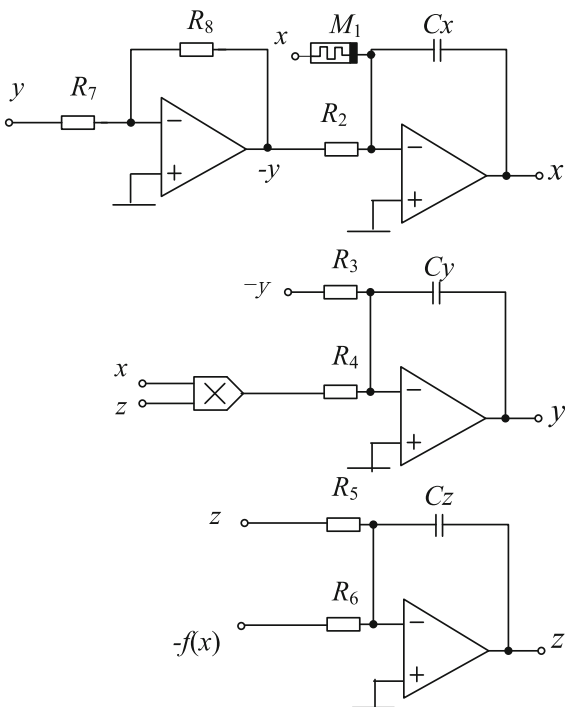 R8
x
M1
Cx
y
R7
−
+
-y
R2
−
+
x
R3
−y
Cy
x
z
R4
−
+
y
R5
z
Cz
R6
-f(x)
−
+
z